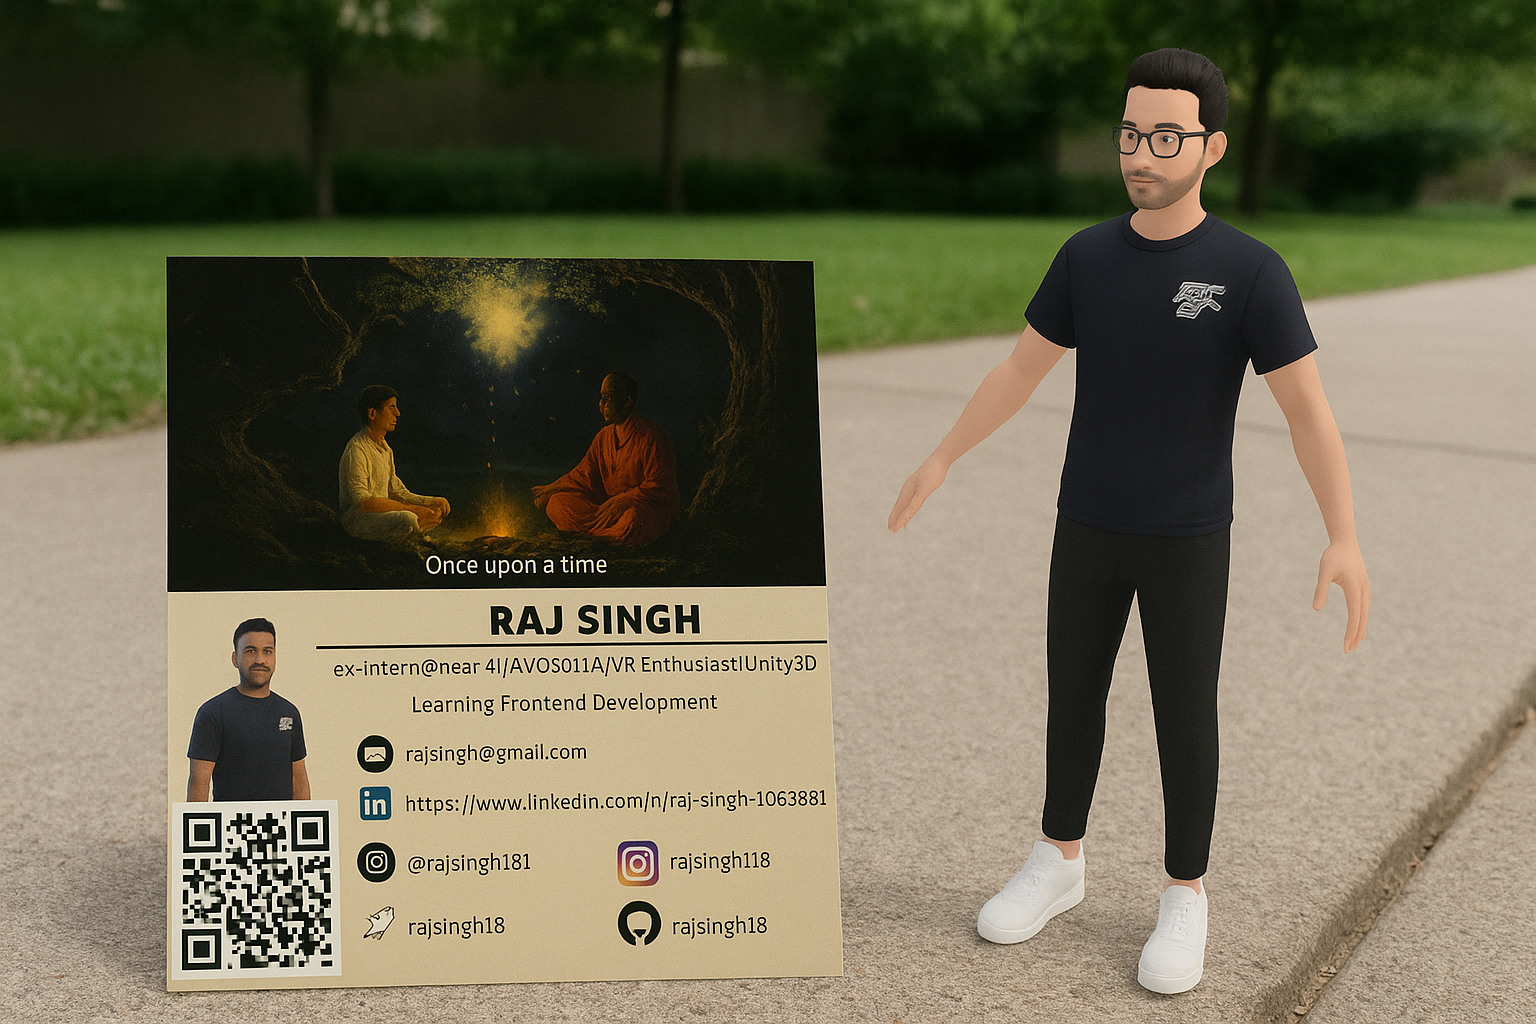 Once upon a time
RAJ SINGH
ex-intern@near 4I/AVOS011A/VR EnthusiastIUnity3D
Learning Frontend Development
rajsingh@gmail.com
in https://www.linkedin.com/n/raj-singh-1063881
@rajsingh181
rajsingh118
rajsingh18
rajsingh18